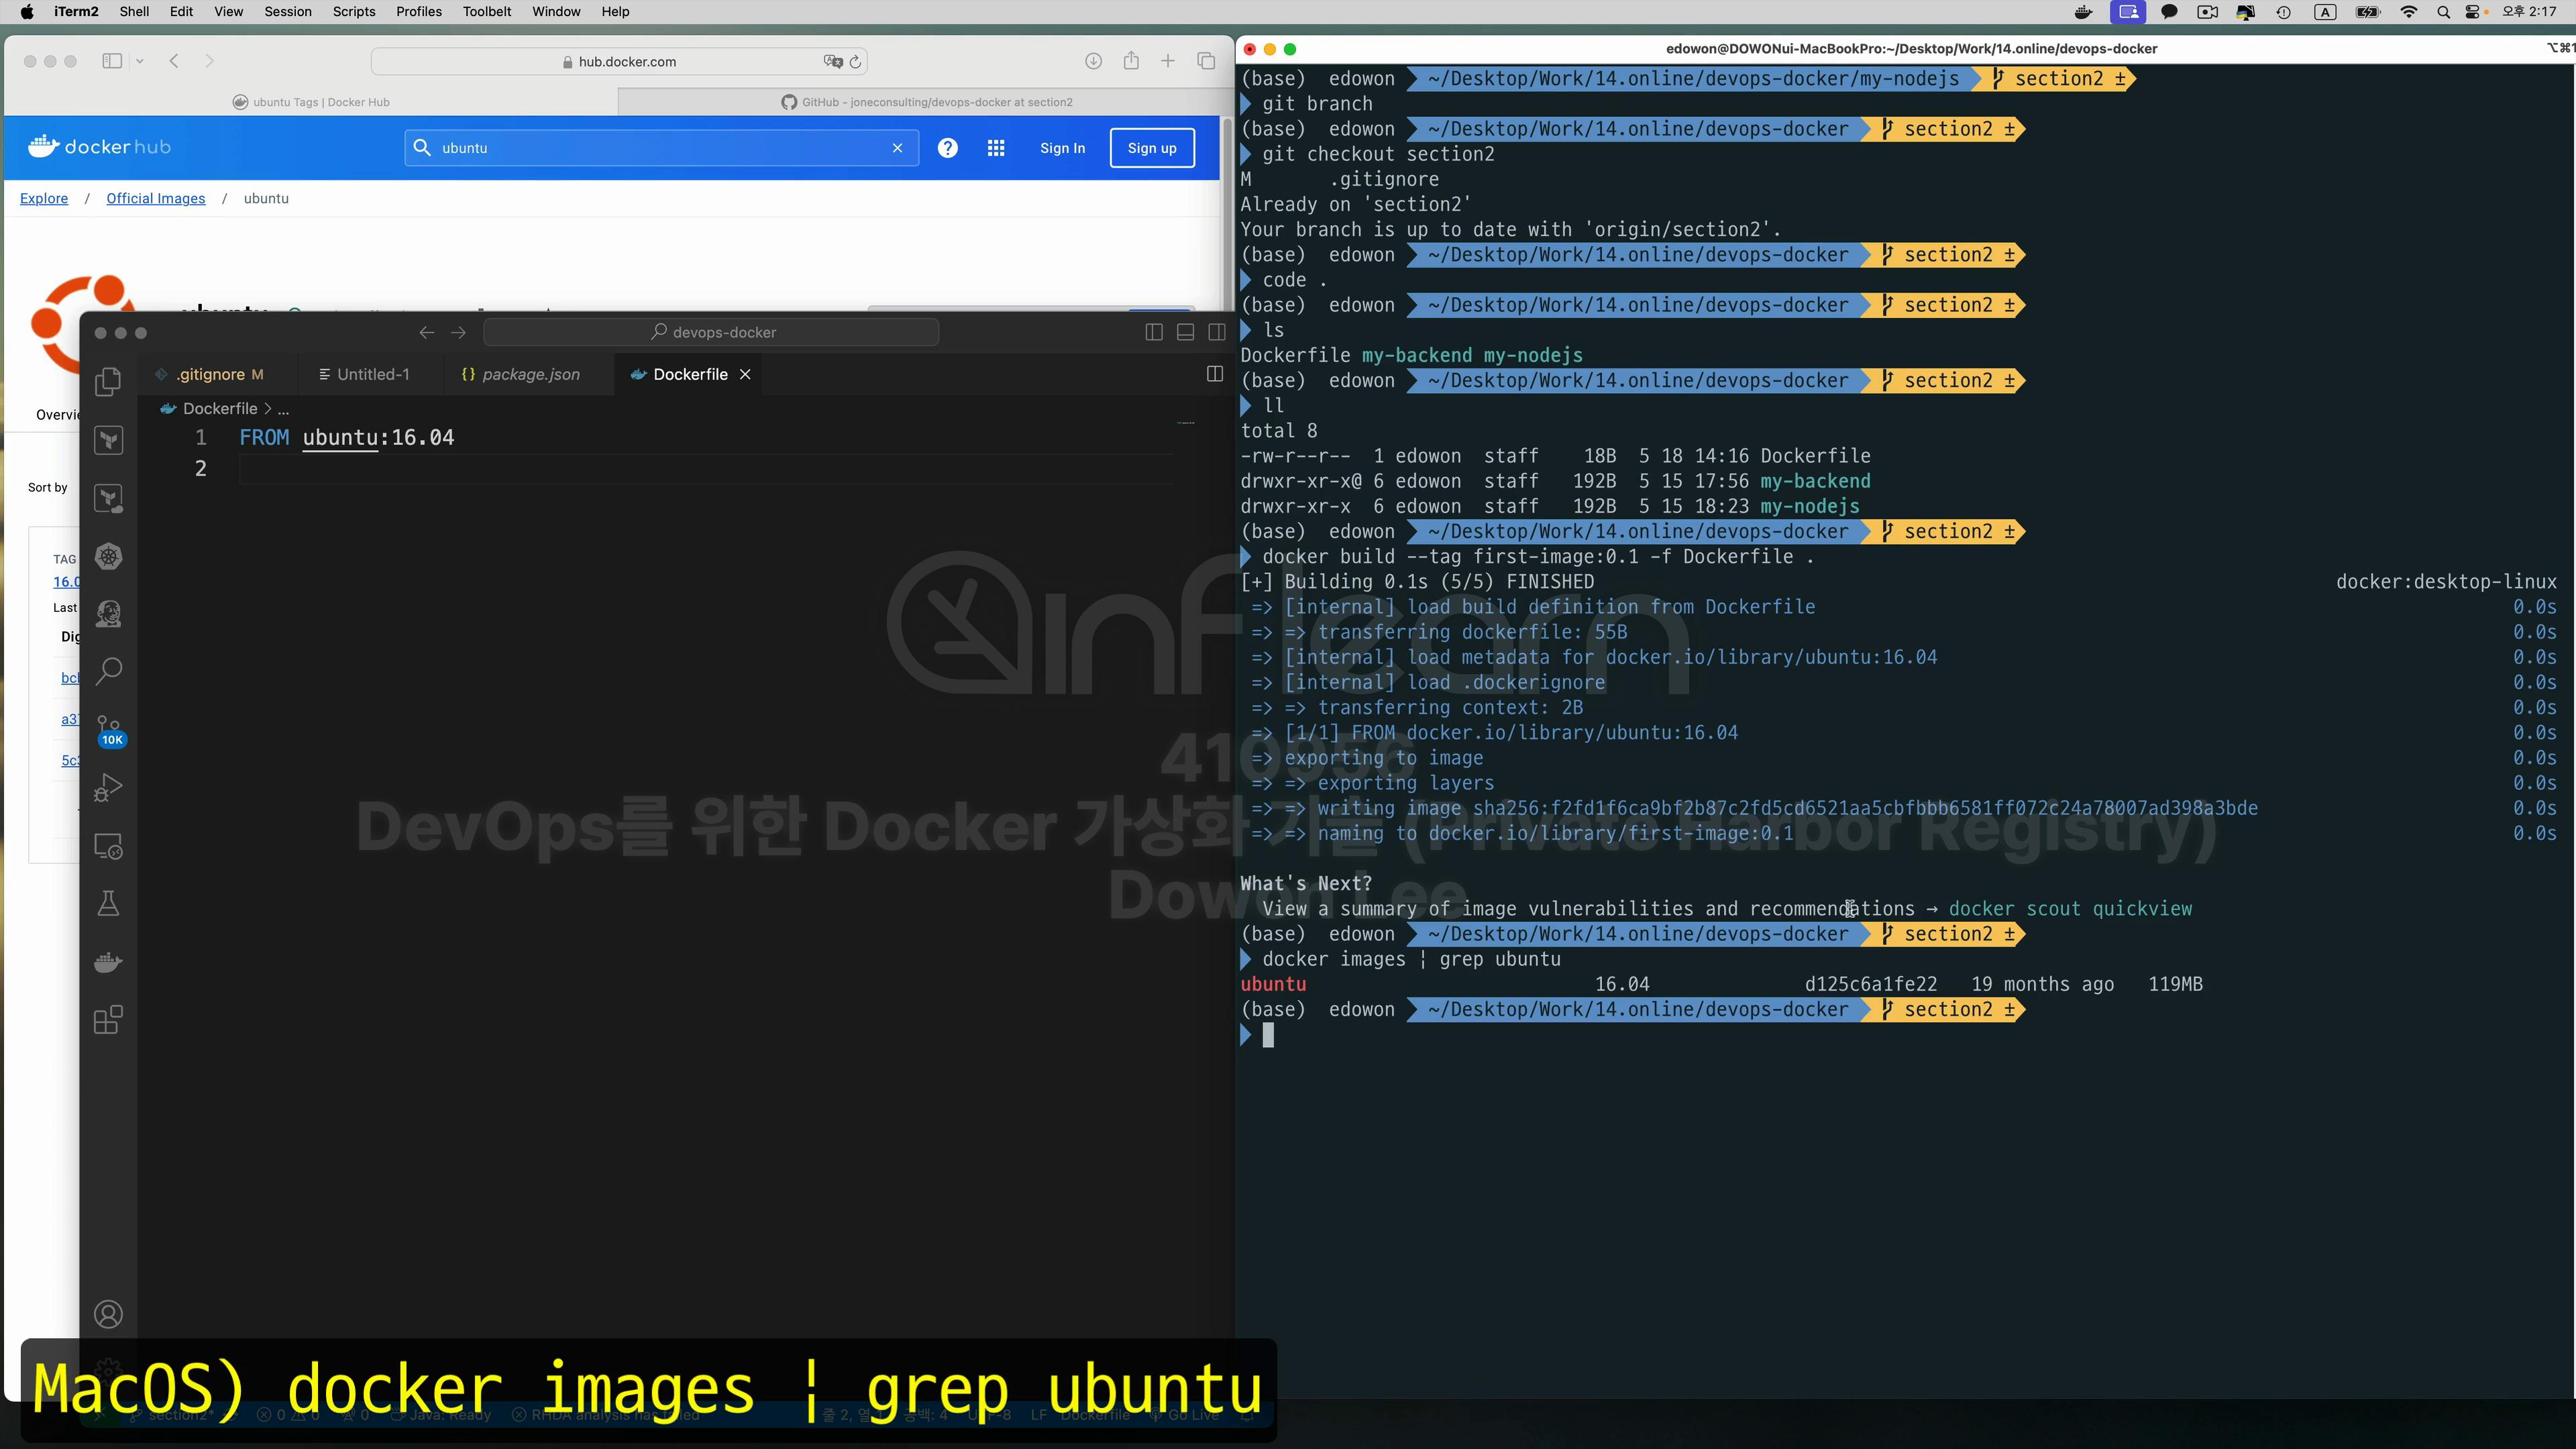 iTerm2 Shell Edit View Session Scripts Profiles Toolbelt Window Help
A 오후 2:17
hub.docker.com
ubuntu Tags | Docker Hub
GitHub - joneconsulting/devops-docker at section2
docker hub
ubuntu
Sign In
Sign up
Explore / Official Images / ubuntu
Sort by
TAG
Last
devops-docker
.gitignore M
Untitled-1
{} package.json
Dockerfile
Dockerfile > ...
1 FROM ubuntu:16.04
2
10K
edowon@DOWONui-MacBookPro:~/Desktop/Work/14.online/devops-docker
(base) edowon ~/Desktop/Work/14.online/devops-docker/my-nodejs section2 ±
git branch
(base) edowon ~/Desktop/Work/14.online/devops-docker section2 ±
git checkout section2
M .gitignore
Already on 'section2'
Your branch is up to date with 'origin/section2'.
(base) edowon ~/Desktop/Work/14.online/devops-docker section2 ±
code .
(base) edowon ~/Desktop/Work/14.online/devops-docker section2 ±
ls
Dockerfile my-backend my-nodejs
(base) edowon ~/Desktop/Work/14.online/devops-docker section2 ±
ll
total 8
-rw-r--r-- 1 edowon staff 18B 5 18 14:16 Dockerfile
drwxr-xr-x@ 6 edowon staff 192B 5 15 17:56 my-backend
drwxr-xr-x 6 edowon staff 192B 5 15 18:23 my-nodejs
(base) edowon ~/Desktop/Work/14.online/devops-docker section2 ±
docker build --tag first-image:0.1 -f Dockerfile .
[+] Building 0.1s (5/5) FINISHED docker:desktop-linux
=> [internal] load build definition from Dockerfile 0.0s
=> => transferring dockerfile: 55B 0.0s
=> [internal] load metadata for docker.io/library/ubuntu:16.04 0.0s
=> [internal] load .dockerignore 0.0s
=> => transferring context: 2B 0.0s
=> [1/1] FROM docker.io/library/ubuntu:16.04 0.0s
=> exporting to image 0.0s
=> => exporting layers 0.0s
=> => writing image sha256:f2fd1f6ca9bf2b87c2fd5cd6521aa5cbfbbb6581ff072c24a78007ad398a3bde 0.0s
=> => naming to docker.io/library/first-image:0.1 0.0s
What's Next?
View a summary of image vulnerabilities and recommendations → docker scout quickview
(base) edowon ~/Desktop/Work/14.online/devops-docker section2 ±
docker images | grep ubuntu
ubuntu 16.04 d125c6a1fe22 19 months ago 119MB
(base) edowon ~/Desktop/Work/14.online/devops-docker section2 ±
inflearn
410956
DevOps를 위한 Docker 가상화 기술 (Private Harbor Registry)
Dowon Lee
MacOS) docker images | grep ubuntu